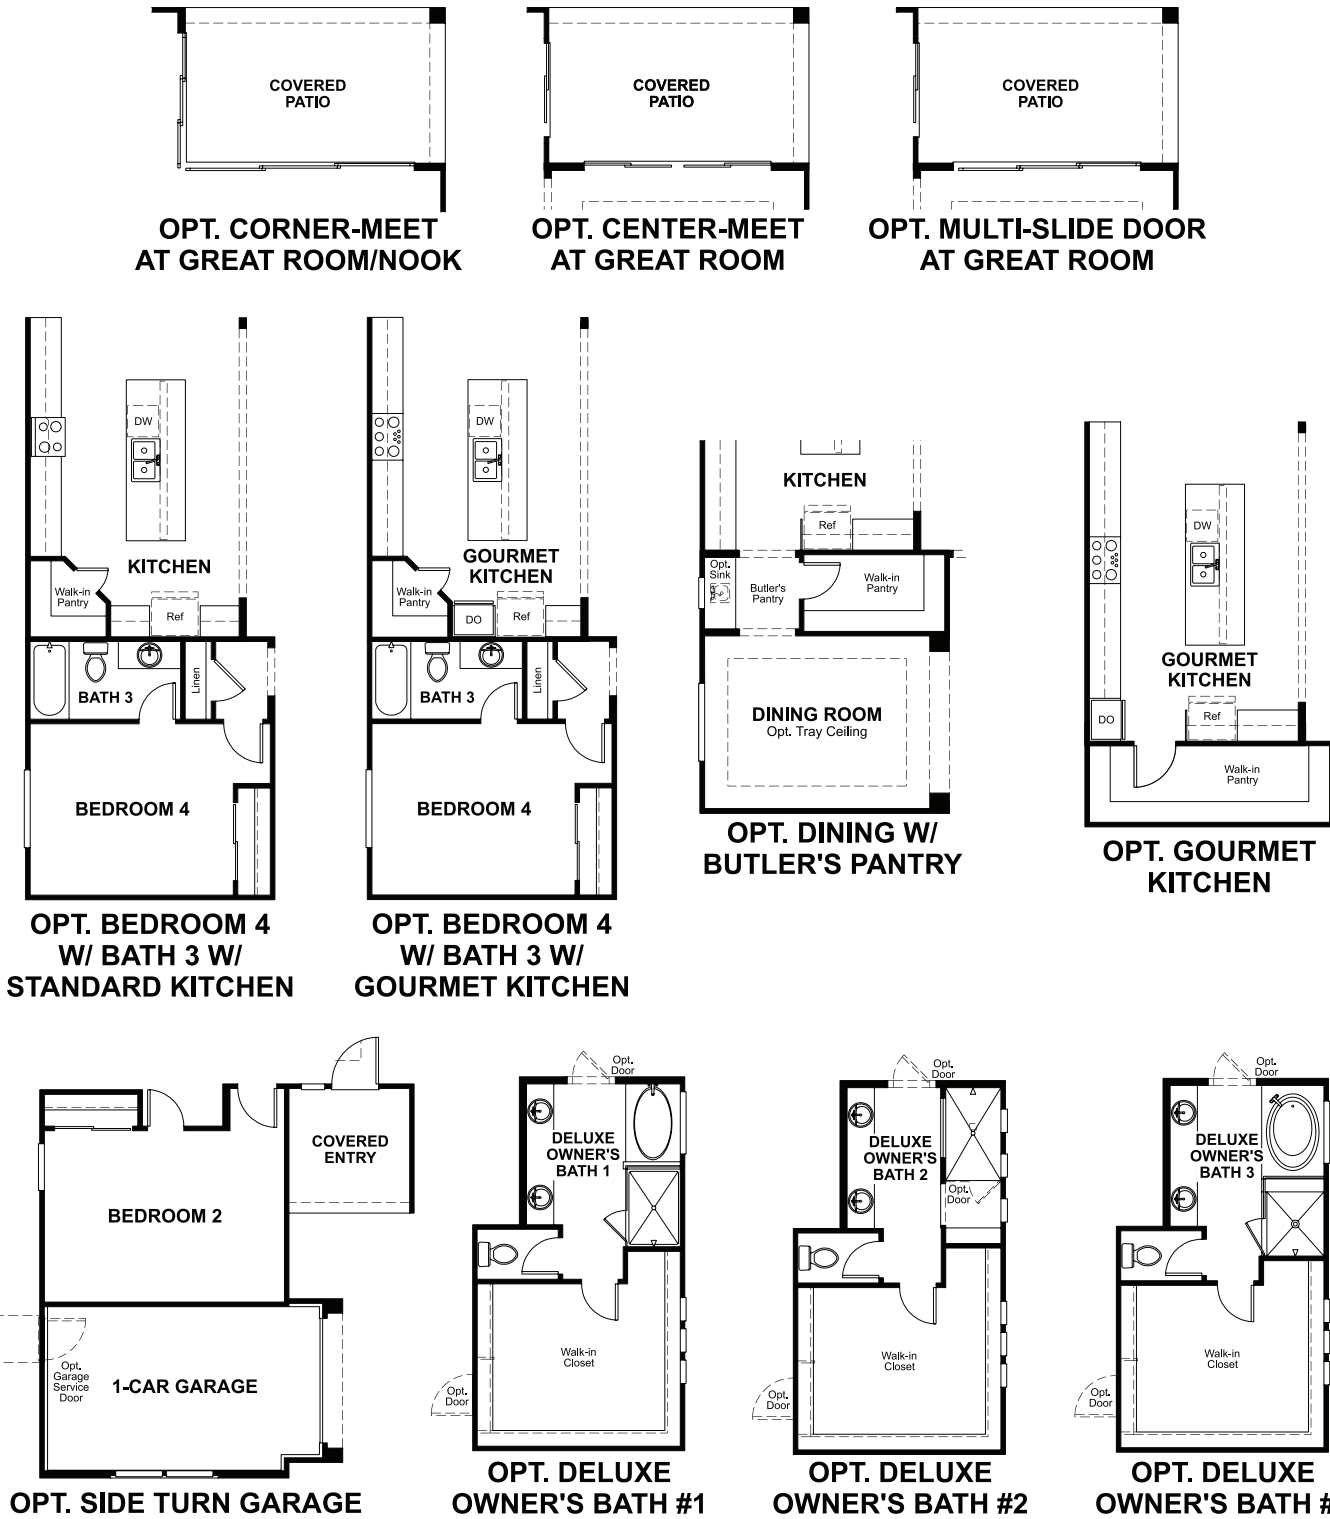 COVERED
PATIO
OPT. CORNER-MEET
AT GREAT ROOM/NOOK
COVERED
PATIO
OPT. CENTER-MEET
AT GREAT ROOM
COVERED
PATIO
OPT. MULTI-SLIDE DOOR
AT GREAT ROOM
DW
KITCHEN
Walk-in
Pantry
Ref
BATH 3
Linen
BEDROOM 4
OPT. BEDROOM 4
W/ BATH 3 W/
STANDARD KITCHEN
DW
GOURMET
KITCHEN
Walk-in
Pantry
DO
Ref
BATH 3
Linen
BEDROOM 4
OPT. BEDROOM 4
W/ BATH 3 W/
GOURMET KITCHEN
KITCHEN
Ref
Opt.
Sink
Butler's
Pantry
Walk-in
Pantry
DINING ROOM
Opt. Tray Ceiling
OPT. DINING W/
BUTLER'S PANTRY
DW
GOURMET
KITCHEN
DO
Ref
Walk-in
Pantry
OPT. GOURMET
KITCHEN
COVERED
ENTRY
BEDROOM 2
Opt.
Garage
Service
Door
1-CAR GARAGE
OPT. SIDE TURN GARAGE
Opt.
Door
DELUXE
OWNER'S
BATH 1
Walk-in
Closet
Opt.
Door
OPT. DELUXE
OWNER'S BATH #1
Opt.
Door
DELUXE
OWNER'S
BATH 2
Opt.
Door
Walk-in
Closet
Opt.
Door
OPT. DELUXE
OWNER'S BATH #2
Opt.
Door
DELUXE
OWNER'S
BATH 3
Walk-in
Closet
Opt.
Door
OPT. DELUXE
OWNER'S BATH #